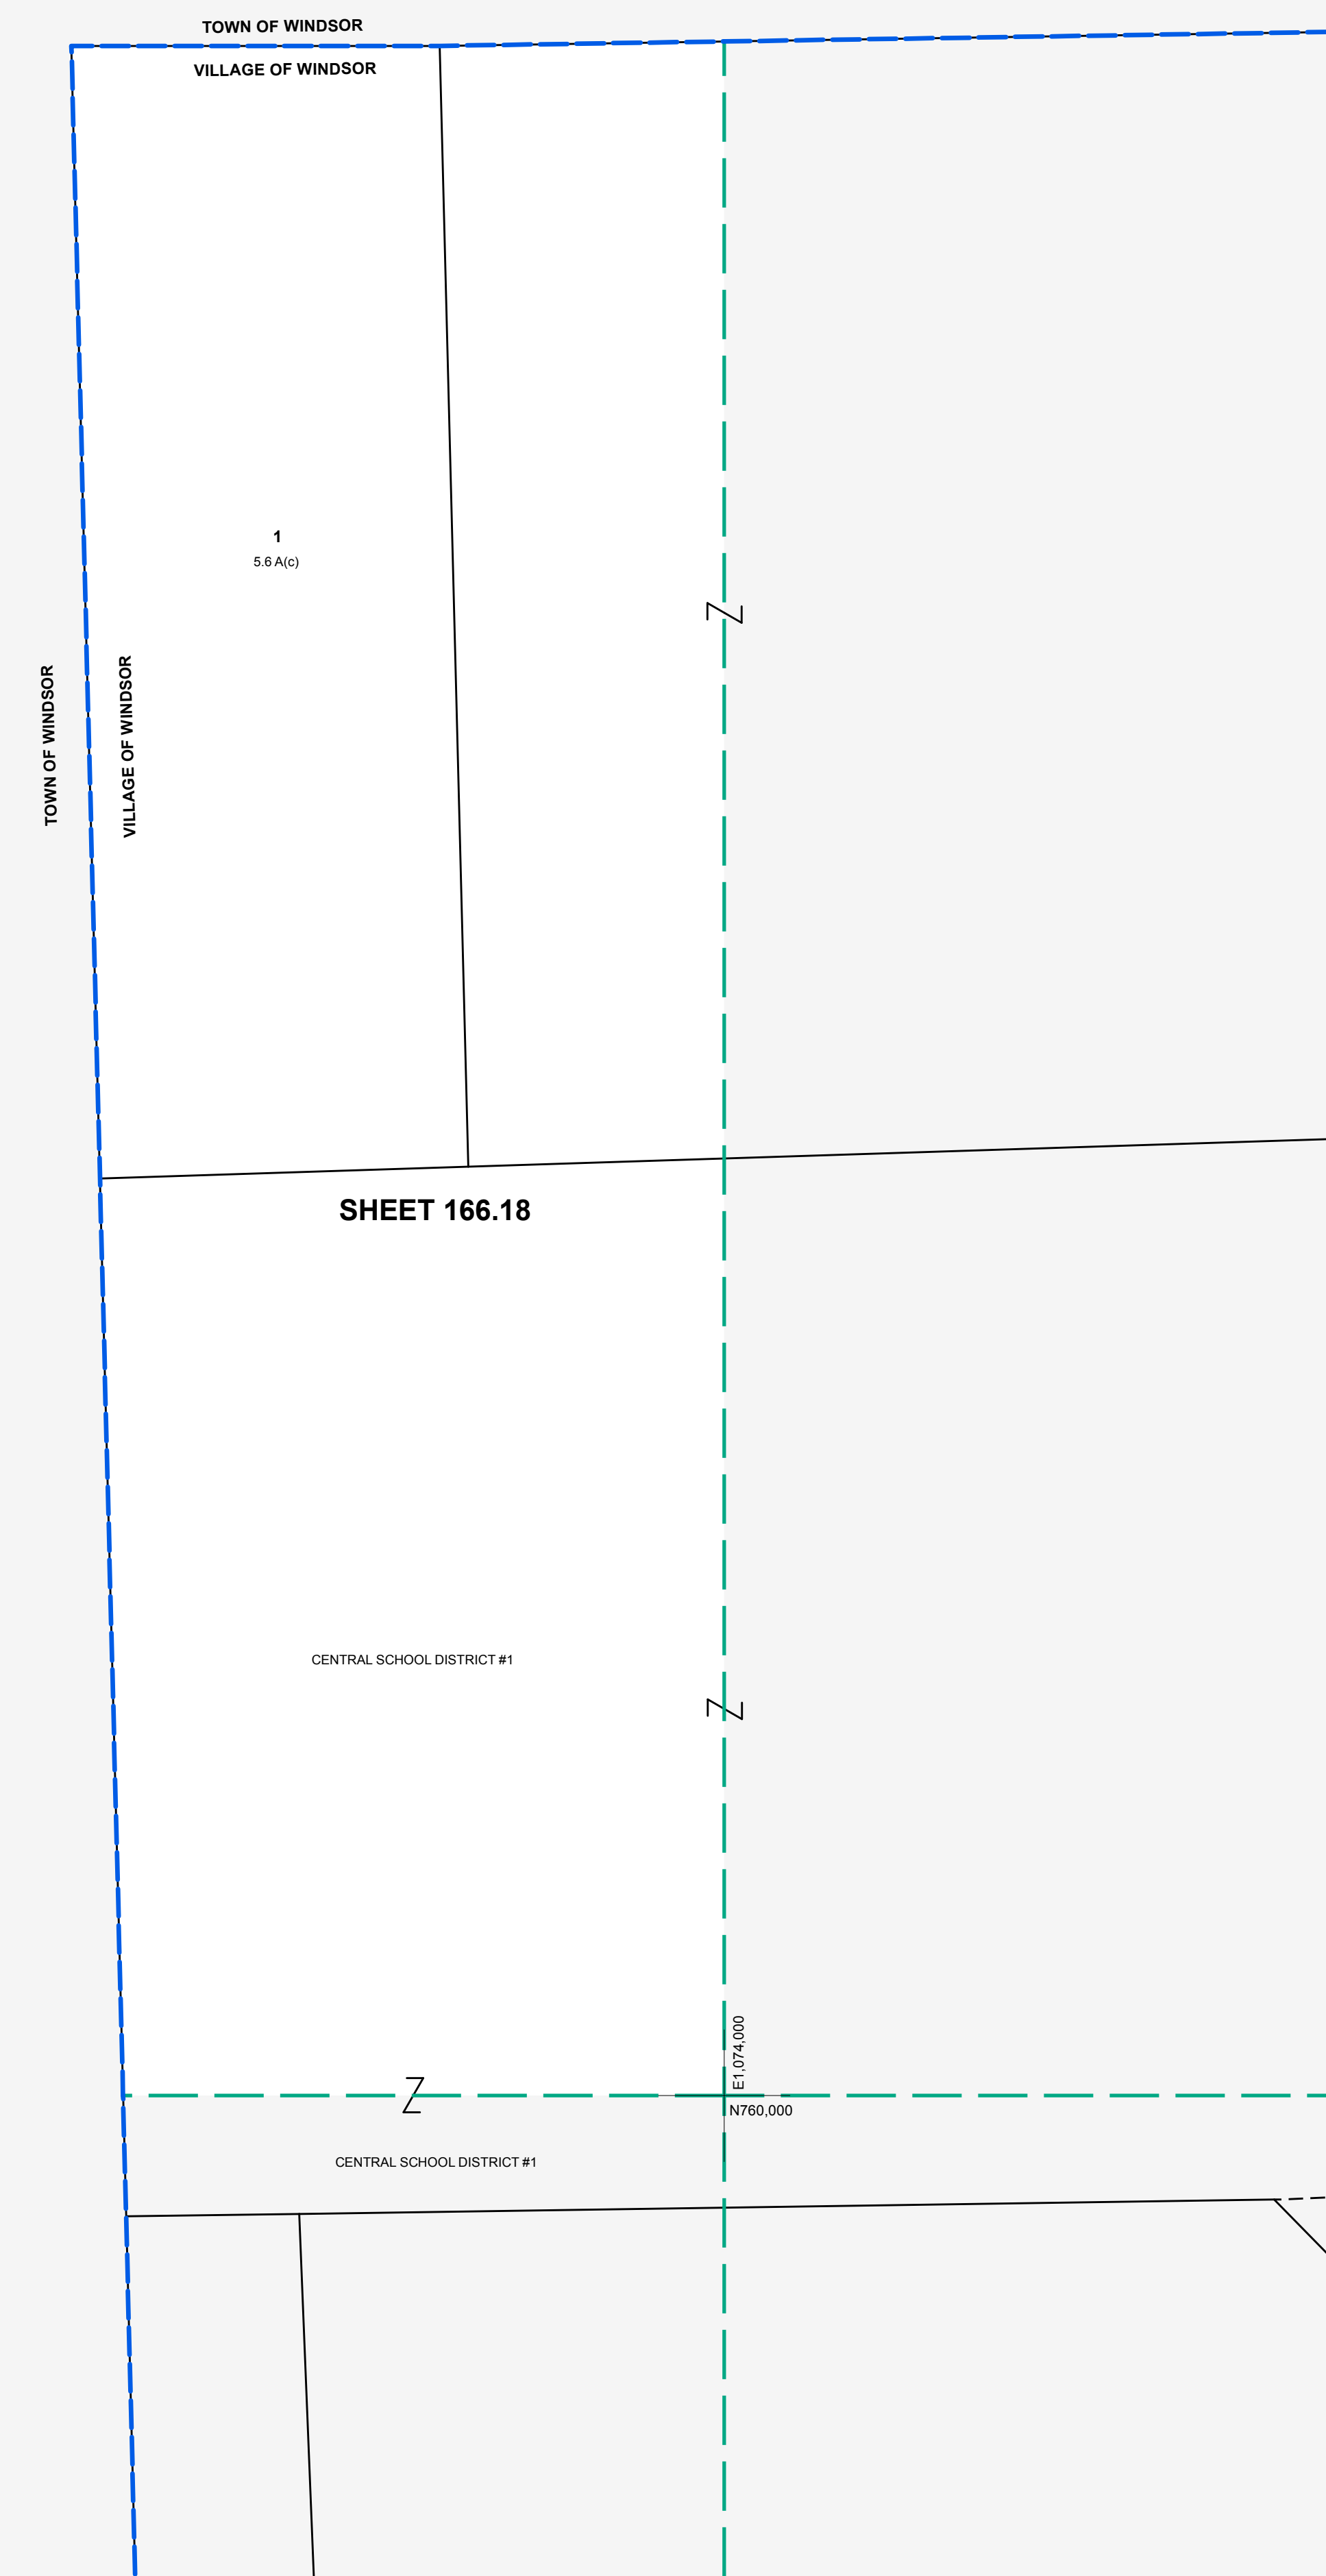 TOWN OF WINDSOR
VILLAGE OF WINDSOR
1
5.6 A(c)
TOWN OF WINDSOR
VILLAGE OF WINDSOR
SHEET 166.18
CENTRAL SCHOOL DISTRICT #1
E1,074,000
N760,000
CENTRAL SCHOOL DISTRICT #1